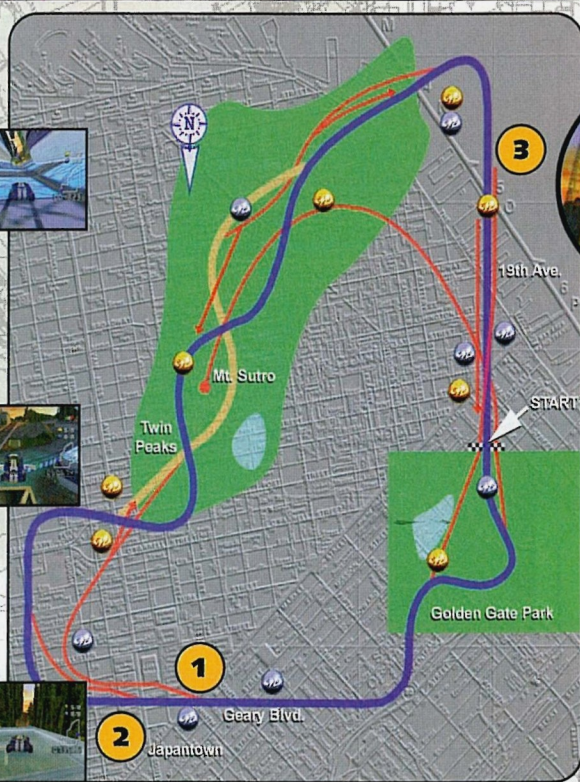 N
3
19th Ave.
START
Mt. Sutro
Twin
Peaks
Golden Gate Park
1
Geary Blvd.
2
Japantown